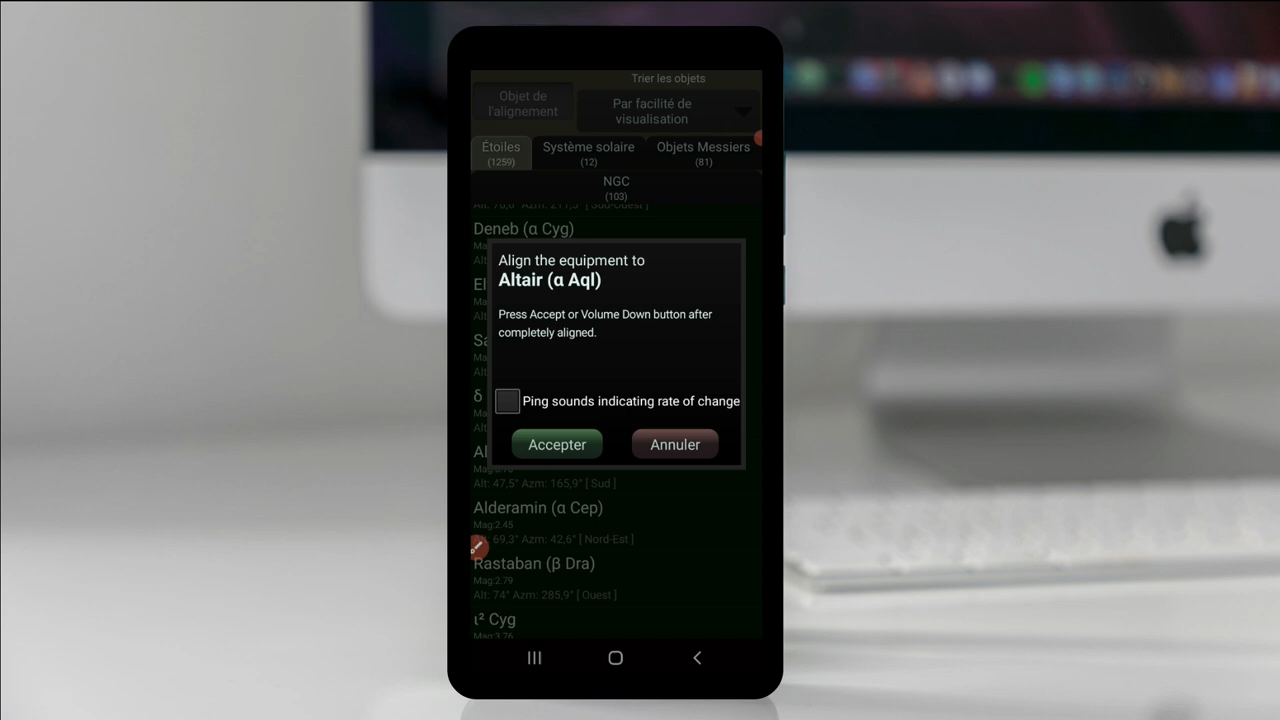 Trier les objets
Objet de
l'alignement
Par facilité de
visualisation
Étoiles
(1259)
Système solaire
(12)
Objets Messiers
(81)
NGC
(103)
Deneb (α Cyg)
Align the equipment to
Altair (α Aql)
Press Accept or Volume Down button after
completely aligned.
Ping sounds indicating rate of change
Accepter
Annuler
Alt: 47.5° Azm: 165,9° [ Sud ]
Alderamin (α Cep)
Mag:2.45
69,3° Azm: 42,6° [ Nord-Est ]
Rastaban (β Dra)
Mag:2.79
Alt: 74° Azm: 285,9° [ Ouest ]
ι² Cyg
Mag:3.76